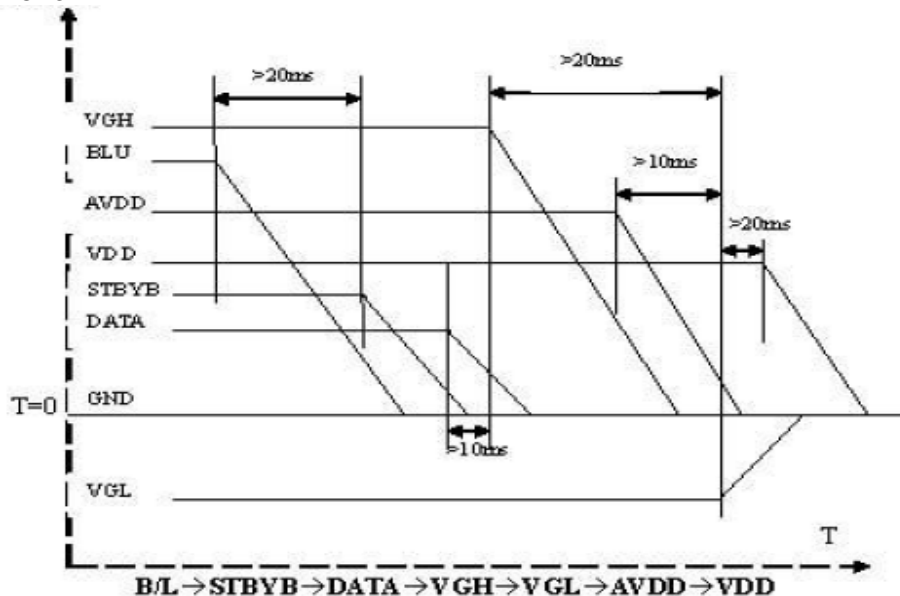 >20ms
>20ms
VGH
BLU
>10ms
AVDD
>20ms
VDD
STBYB
DATA
T=0
GND
>10ms
VGL
T
B/L→STBYB→DATA→VGH→VGL→AVDD→VDD